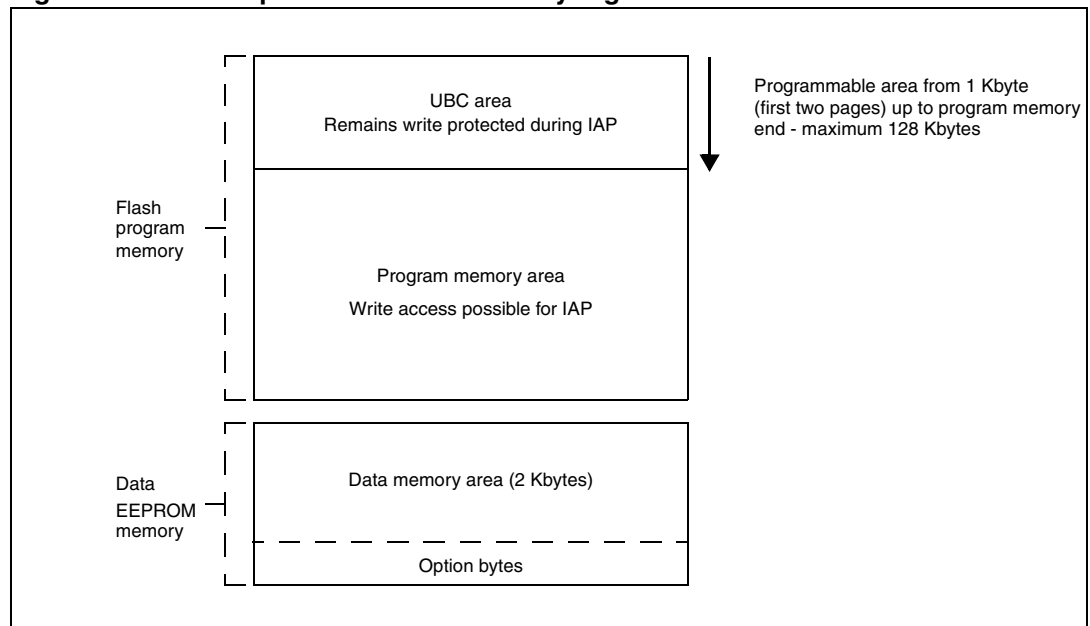 UBC area
Remains write protected during IAP
Programmable area from 1 Kbyte
(first two pages) up to program memory
end - maximum 128 Kbytes
Flash
program
memory
Program memory area
Write access possible for IAP
Data
EEPROM
memory
Data memory area (2 Kbytes)
Option bytes